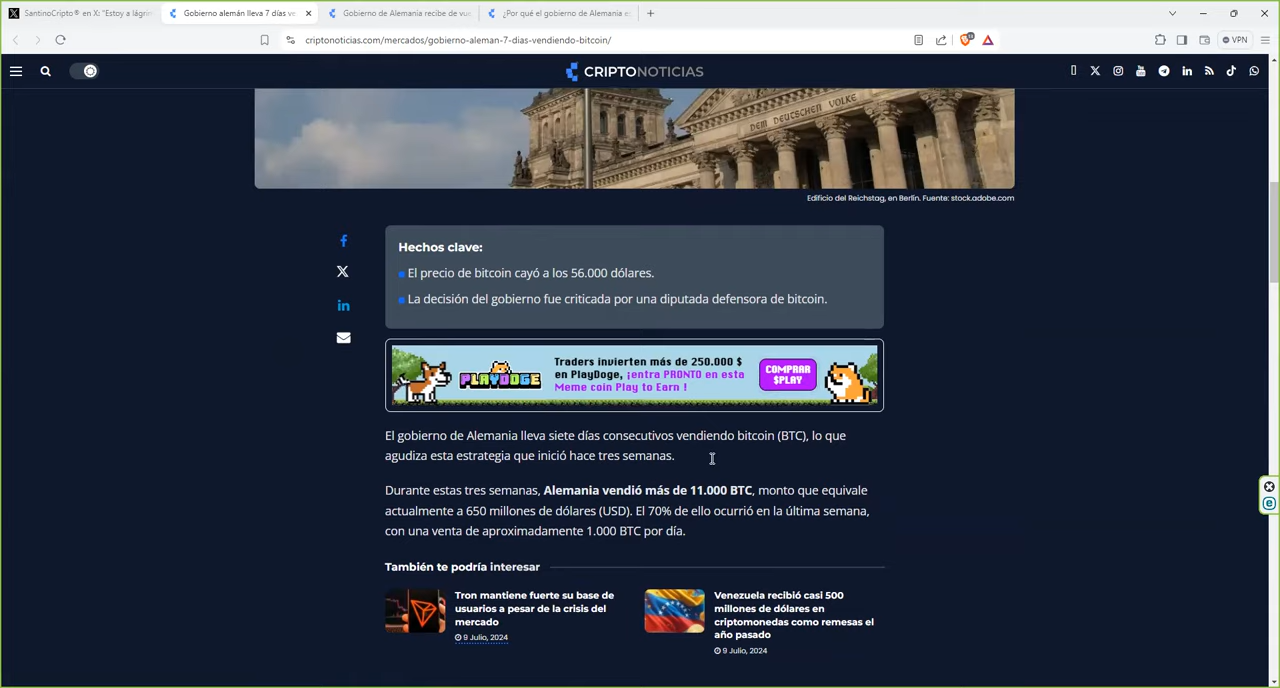 SantinoCripto® en X: "Estoy a lágrim
Gobierno alemán lleva 7 días ve
Gobierno de Alemania recibe de vue
¿Por qué el gobierno de Alemania es
criptonoticias.com/mercados/gobierno-aleman-7-dias-vendiendo-bitcoin/
VPN
CRIPTONOTICIAS
DEM DEUTSCHEN VOLKE
Edificio del Reichstag, en Berlín. Fuente: stock.adobe.com
Hechos clave:
El precio de bitcoin cayó a los 56.000 dólares.
La decisión del gobierno fue criticada por una diputada defensora de bitcoin.
PLAYDOGE
Traders invierten más de 250.000 $
en PlayDoge, ¡entra PRONTO en esta
Meme coin Play to Earn !
COMPRAR
$PLAY
El gobierno de Alemania lleva siete días consecutivos vendiendo bitcoin (BTC), lo que
agudiza esta estrategia que inició hace tres semanas.
Durante estas tres semanas, Alemania vendió más de 11.000 BTC, monto que equivale
actualmente a 650 millones de dólares (USD). El 70% de ello ocurrió en la última semana,
con una venta de aproximadamente 1.000 BTC por día.
También te podría interesar
Tron mantiene fuerte su base de
usuarios a pesar de la crisis del
mercado
9 Julio, 2024
Venezuela recibió casi 500
millones de dólares en
criptomonedas como remesas el
año pasado
9 Julio, 2024